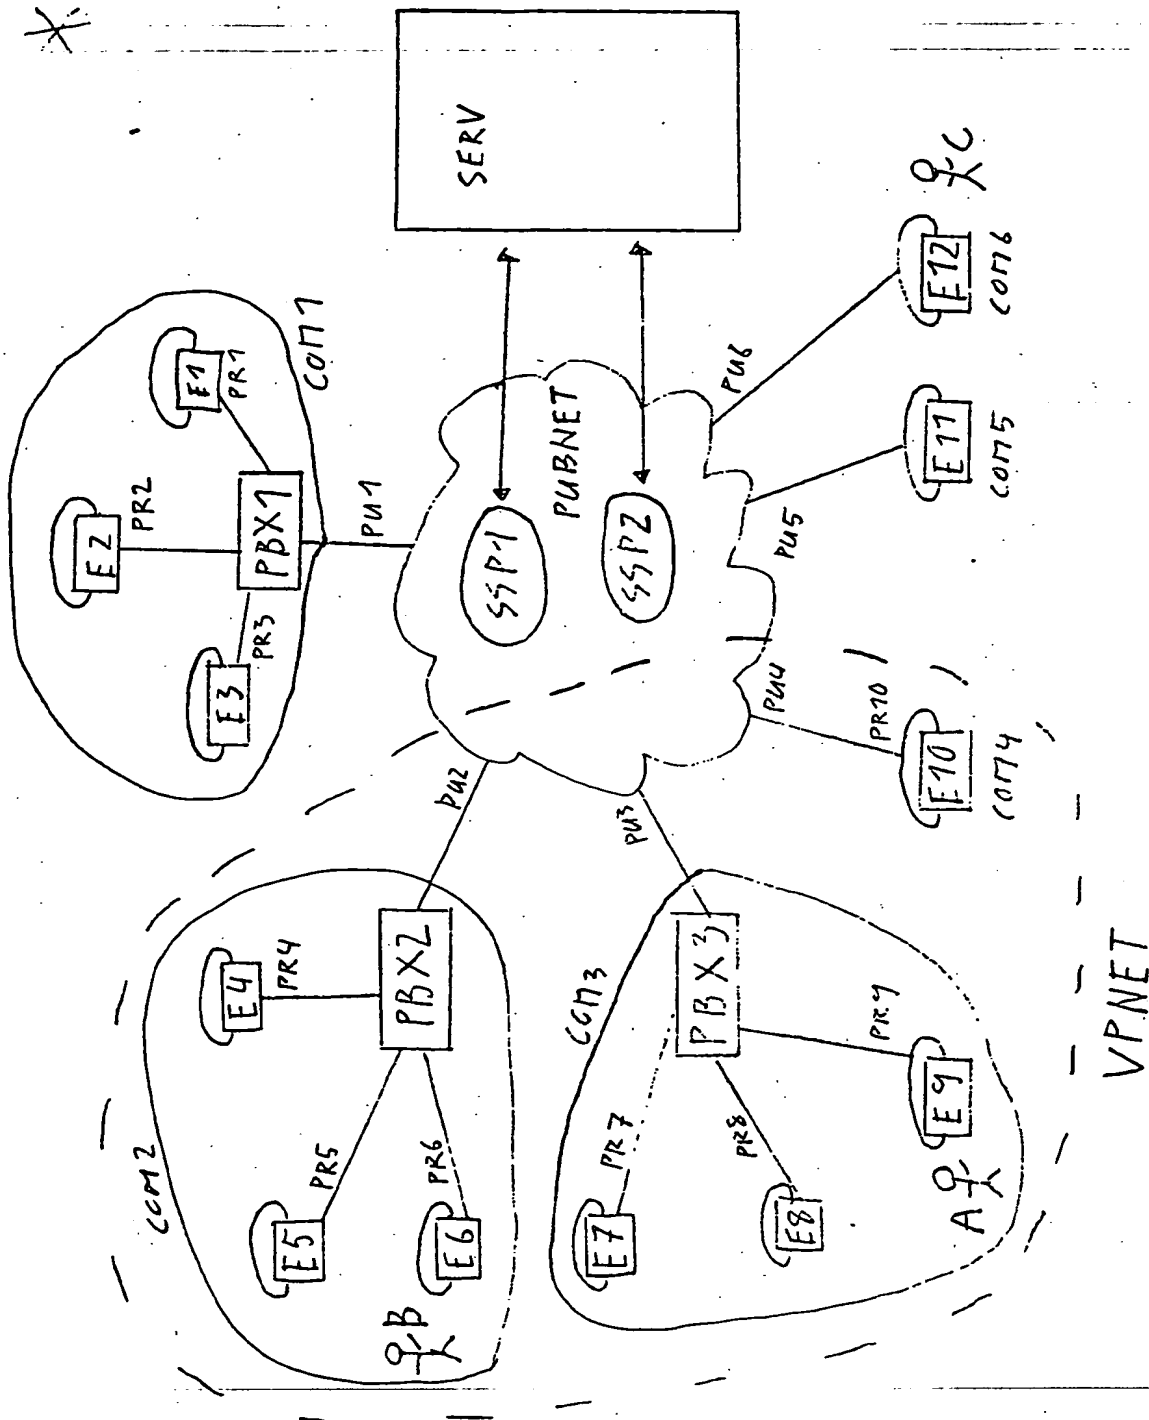 VPNET
COM2
E5
PR5
E4
PR4
PBX2
E6
PR6
B
PU2
COM3
E7
PR7
PBX3
E8
PR8
E9
PR9
A
PU3
COM1
E3
PR3
E2
PR2
E1
PR1
PBX1
PU1
PUBNET
SSP1
SSP2
SERV
PU4
PR10
E10
COM4
PU5
E11
COM5
PU6
E12
COM6
C